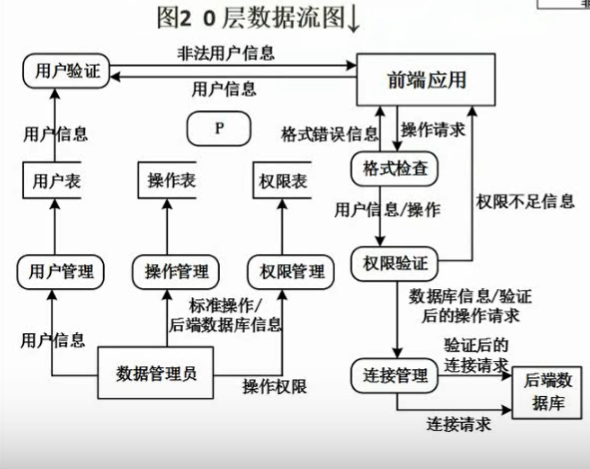 图2 0 层数据流图↓
非法用户信息
用户验证
前端应用
用户信息
P
用户信息
格式错误信息
操作请求
用户表
操作表
权限表
格式检查
用户信息/操作
权限不足信息
用户管理
操作管理
权限管理
权限验证
标准操作/
后端数据库信息
数据库信息/验证
后的操作请求
用户信息
数据管理员
操作权限
验证后的
连接请求
连接管理
后端数
据库
连接请求